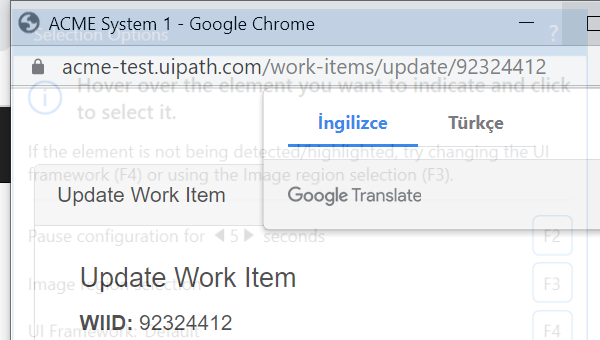 ACME System 1 - Google Chrome
Selection Options ?
acme-test.uipath.com/work-items/update/92324412
Hover over the element you want to indicate and click
to select it.
İngilizce Türkçe
If the element is not being detected/highlighted, try changing the UI
framework (F4) or using the Image region selection (F3).
Update Work Item
Google Translate
Pause configuration for 5 seconds F2
Update Work Item
Image region selection F3
WIID: 92324412
UI Framework: Default F4